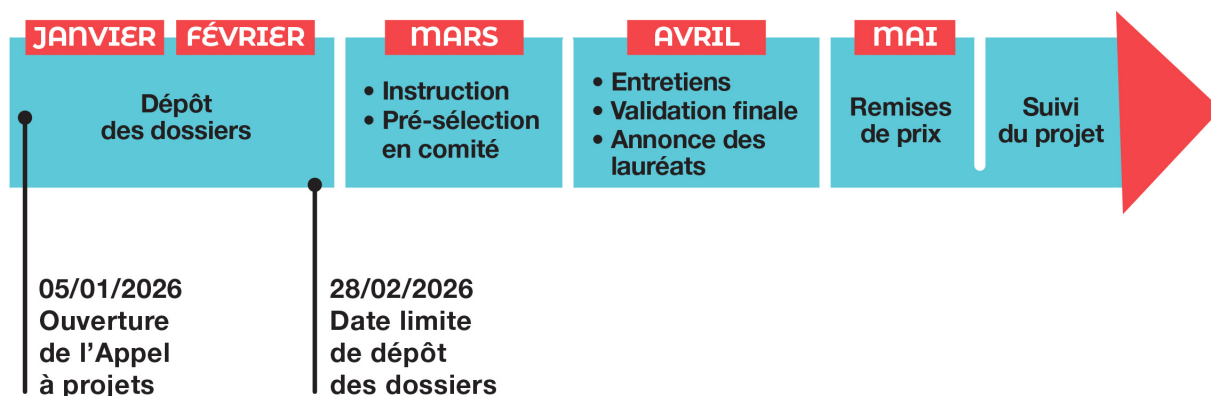 JANVIER
FÉVRIER
Dépôt
des dossiers
MARS
• Instruction
• Pré-sélection
en comité
AVRIL
• Entretiens
• Validation finale
• Annonce des
lauréats
MAI
Remises
de prix
Suivi
du projet
05/01/2026
Ouverture
de l’Appel
à projets
28/02/2026
Date limite
de dépôt
des dossiers